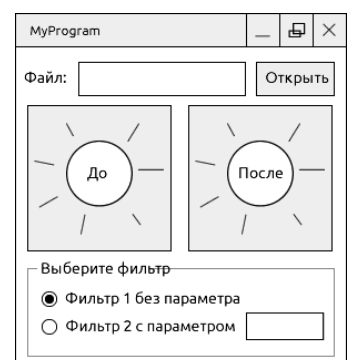 MyProgram
Файл: Открыть
До После
Выберите фильтр
Фильтр 1 без параметра
Фильтр 2 с параметром